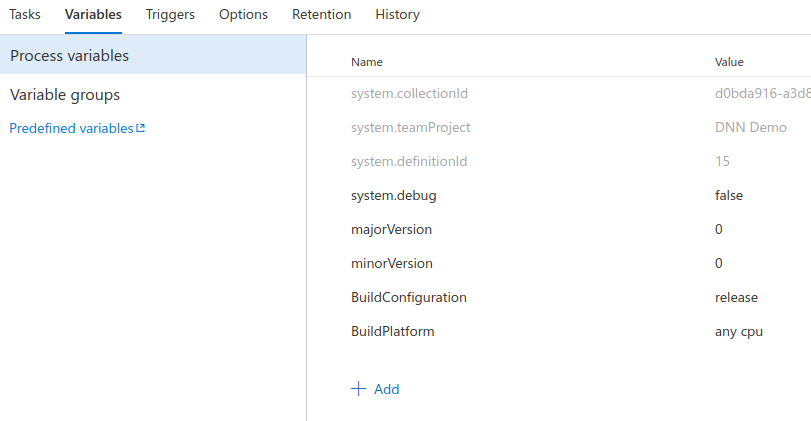 Tasks Variables Triggers Options Retention History
Process variables
Variable groups
Predefined variables
Name Value
system.collectionId d0bda916-a3d8
system.teamProject DNN Demo
system.definitionId 15
system.debug false
majorVersion 0
minorVersion 0
BuildConfiguration release
BuildPlatform any cpu
Add